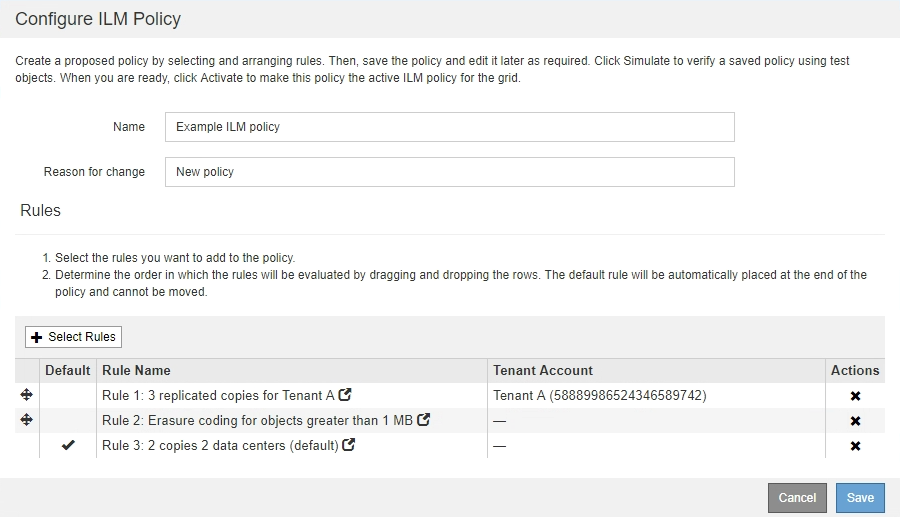 Configure ILM Policy
Create a proposed policy by selecting and arranging rules. Then, save the policy and edit it later as required. Click Simulate to verify a saved policy using test
objects. When you are ready, click Activate to make this policy the active ILM policy for the grid.
Name Example ILM policy
Reason for change New policy
Rules
1. Select the rules you want to add to the policy.
2. Determine the order in which the rules will be evaluated by dragging and dropping the rows. The default rule will be automatically placed at the end of the
policy and cannot be moved.
Select Rules
Default Rule Name Tenant Account Actions
Rule 1: 3 replicated copies for Tenant A Tenant A (58889986524346589742)
Rule 2: Erasure coding for objects greater than 1 MB —
Rule 3: 2 copies 2 data centers (default) —
Cancel Save